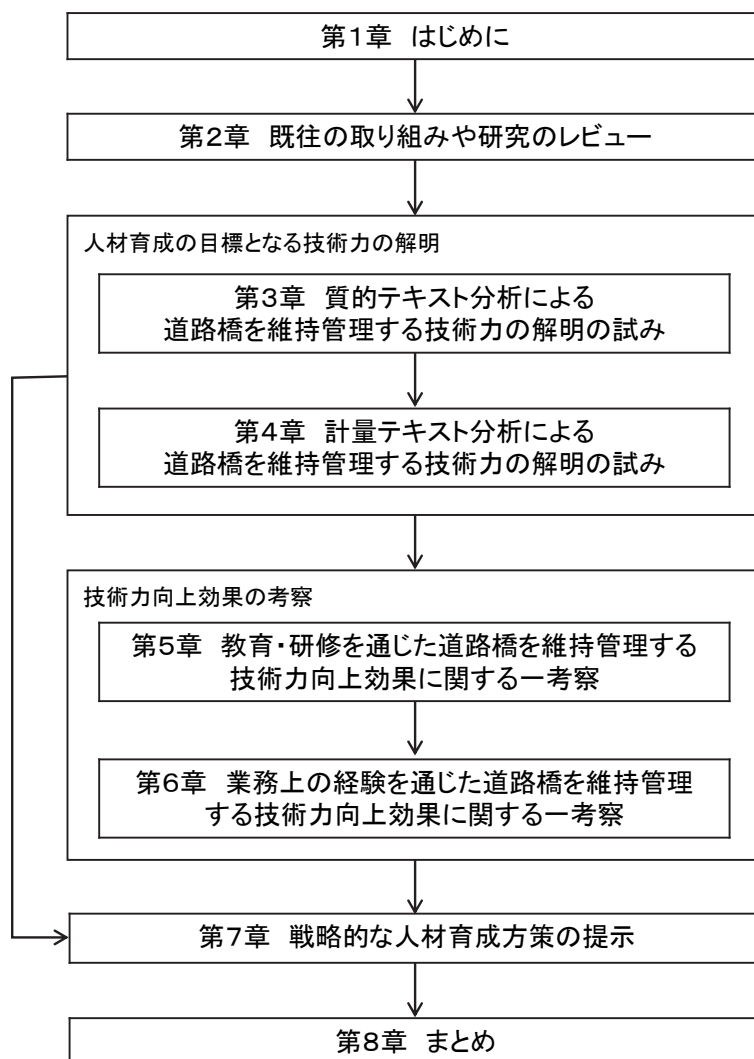 第1章　はじめに
第2章　既往の取り組みや研究のレビュー
人材育成の目標となる技術力の解明
第3章　質的テキスト分析による
道路橋を維持管理する技術力の解明の試み
第4章　計量テキスト分析による
道路橋を維持管理する技術力の解明の試み
技術力向上効果の考察
第5章　教育・研修を通じた道路橋を維持管理する
技術力向上効果に関する一考察
第6章　業務上の経験を通じた道路橋を維持管理
する技術力向上効果に関する一考察
第7章　戦略的な人材育成方策の提示
第8章　まとめ